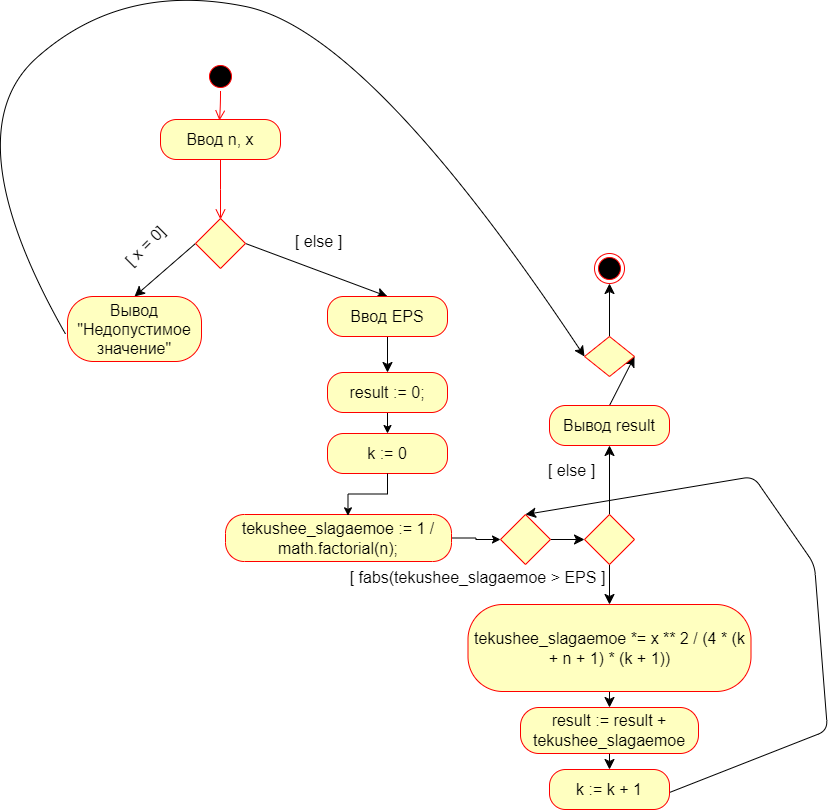 Ввод n, x
[ x = 0]
[ else ]
Вывод
"Недопустимое
значение"
Ввод EPS
result := 0;
k := 0
tekushee_slagaemoe := 1 /
math.factorial(n);
[ else ]
Вывод result
[ fabs(tekushee_slagaemoe > EPS ]
tekushee_slagaemoe *= x ** 2 / (4 * (k
+ n + 1) * (k + 1))
result := result +
tekushee_slagaemoe
k := k + 1